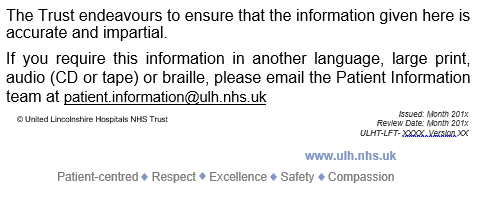 The Trust endeavours to ensure that the information given here is
accurate and impartial.
If you require this information in another language, large print,
audio (CD or tape) or braille, please email the Patient Information
team at patient.information@ulh.nhs.uk
© United Lincolnshire Hospitals NHS Trust
Issued: Month 201x
Review Date: Month 201x
ULHT-LFT- XXXX Version XX
www.ulh.nhs.uk
Patient-centred ♦ Respect ♦ Excellence ♦ Safety ♦ Compassion